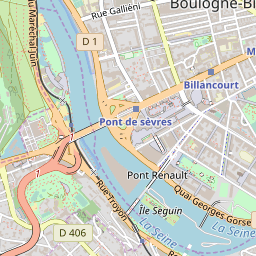 Boulogne-Bi
Rue Galliéni
du Maréchal Juin
D 1
M
Billancourt
Pont de sèvres
Pont Renault
Rue-Troyon
Quai Georges Gorse
Île Seguin
D 406
La Seine
La Seine